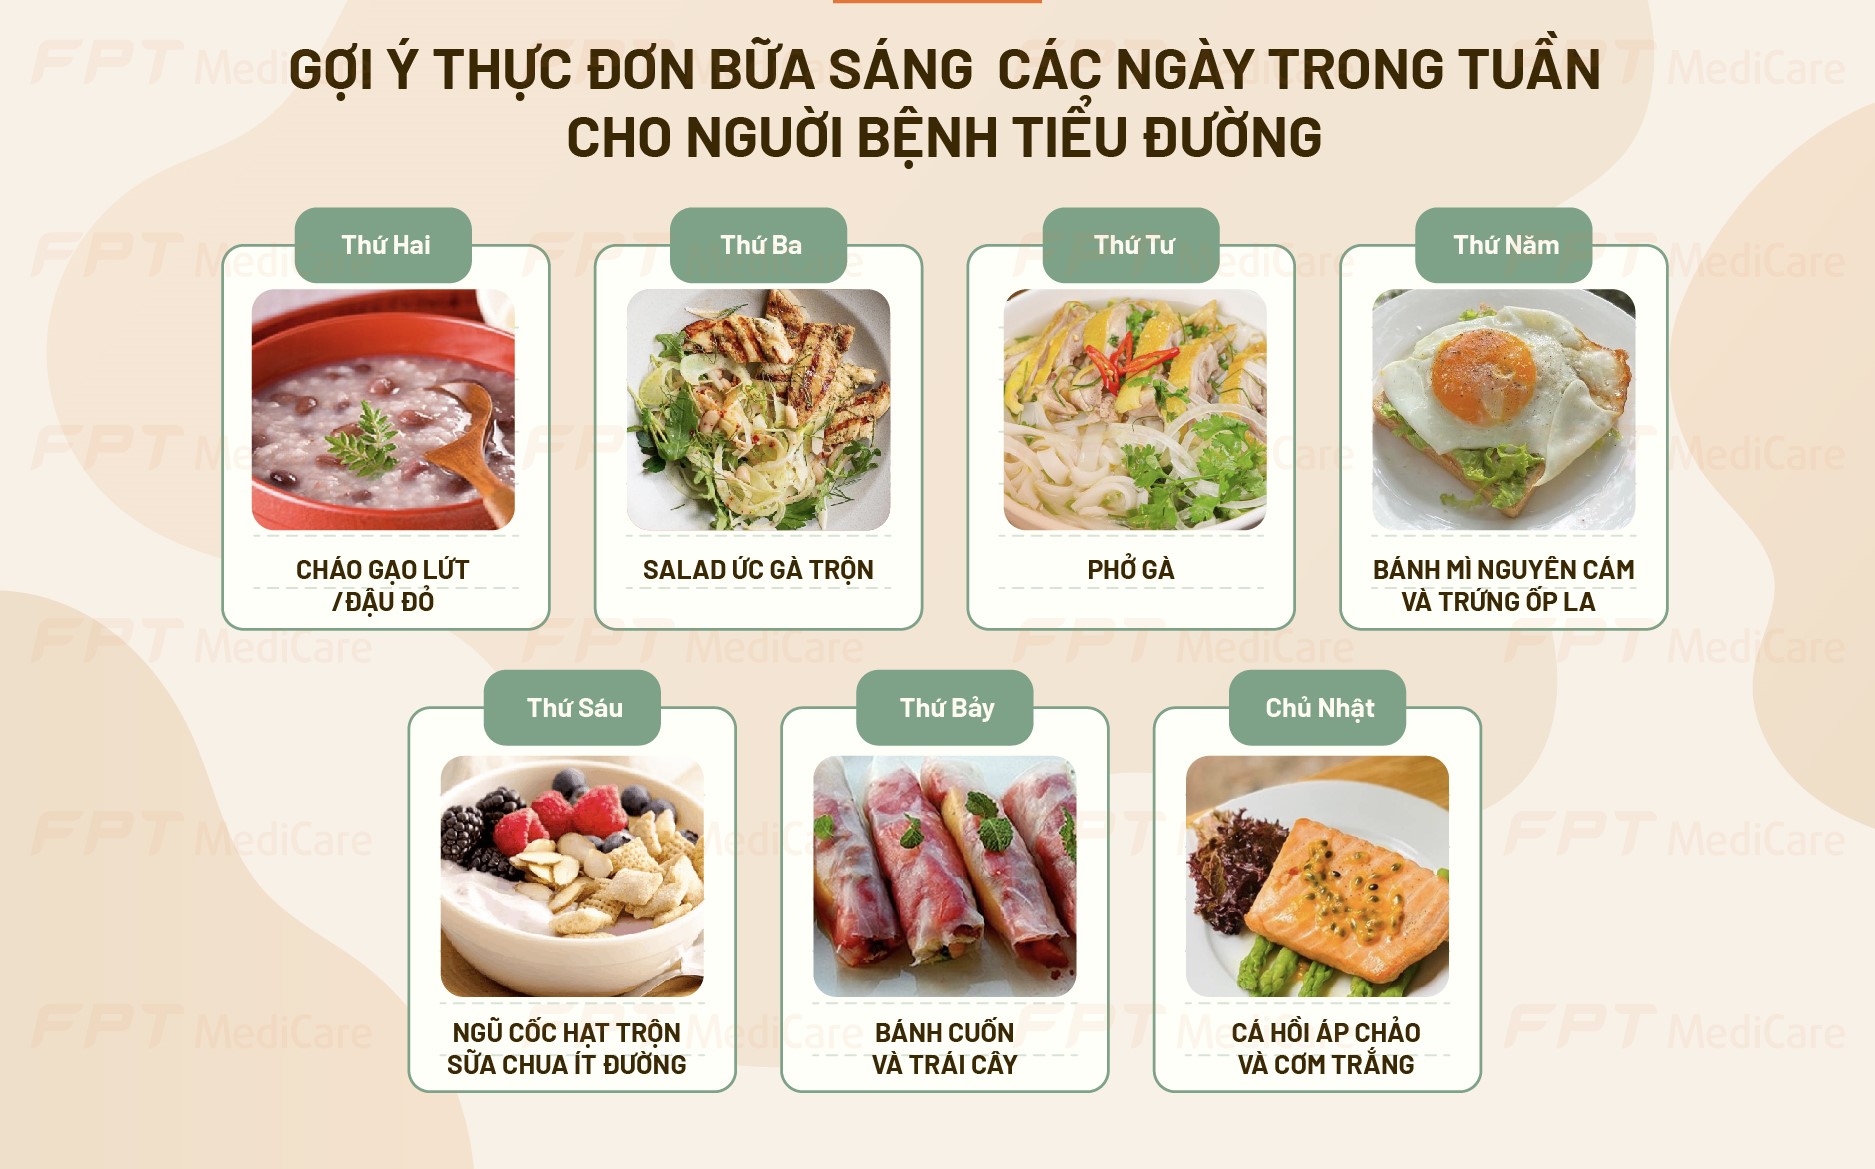 GỢI Ý THỰC ĐƠN BỮA SÁNG CÁC NGÀY TRONG TUẦN
CHO NGUỜI BỆNH TIỂU ĐƯỜNG
Thứ Hai
CHÁO GẠO LỨT
/ĐẬU ĐỎ
Thứ Ba
SALAD ỨC GÀ TRỘN
Thứ Tư
PHỞ GÀ
Thứ Năm
BÁNH MÌ NGUYÊN CÁM
VÀ TRỨNG ỐP LA
Thứ Sáu
NGŨ CỐC HẠT TRỘN
SỮA CHUA ÍT ĐƯỜNG
Thứ Bảy
BÁNH CUỐN
VÀ TRÁI CÂY
Chủ Nhật
CÁ HỒI ÁP CHẢO
VÀ CƠM TRẮNG
FPT MediCare